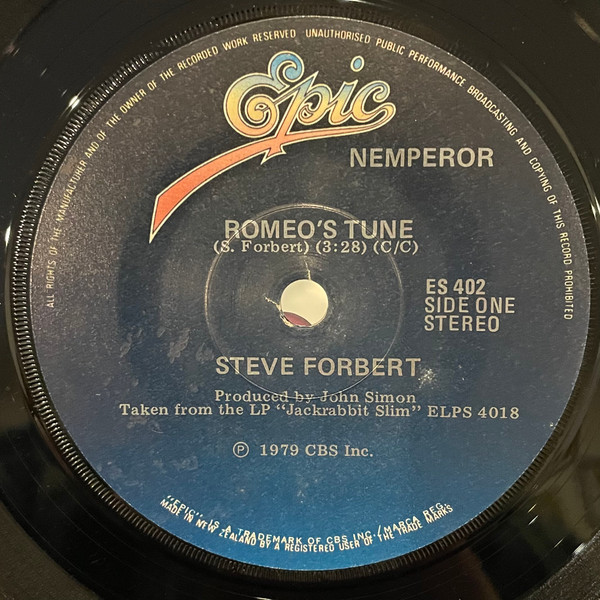 ALL RIGHTS OF THE MANUFACTURER AND OF THE OWNER OF THE RECORDED WORK RESERVED UNAUTHORISED PUBLIC PERFORMANCE BROADCASTING AND COPYING OF THIS RECORD PROHIBITED
Epic
NEMPEROR
ROMEO'S TUNE
(S. Forbert) (3:28) (C/C)
ES 402
SIDE ONE
STEREO
STEVE FORBERT
Produced by John Simon
Taken from the LP "Jackrabbit Slim" ELPS 4018
℗ 1979 CBS Inc.
"EPIC" IS A TRADEMARK OF CBS INC./MARCA REG.
MADE IN NEW ZEALAND BY A REGISTERED USER OF THE TRADE MARKS